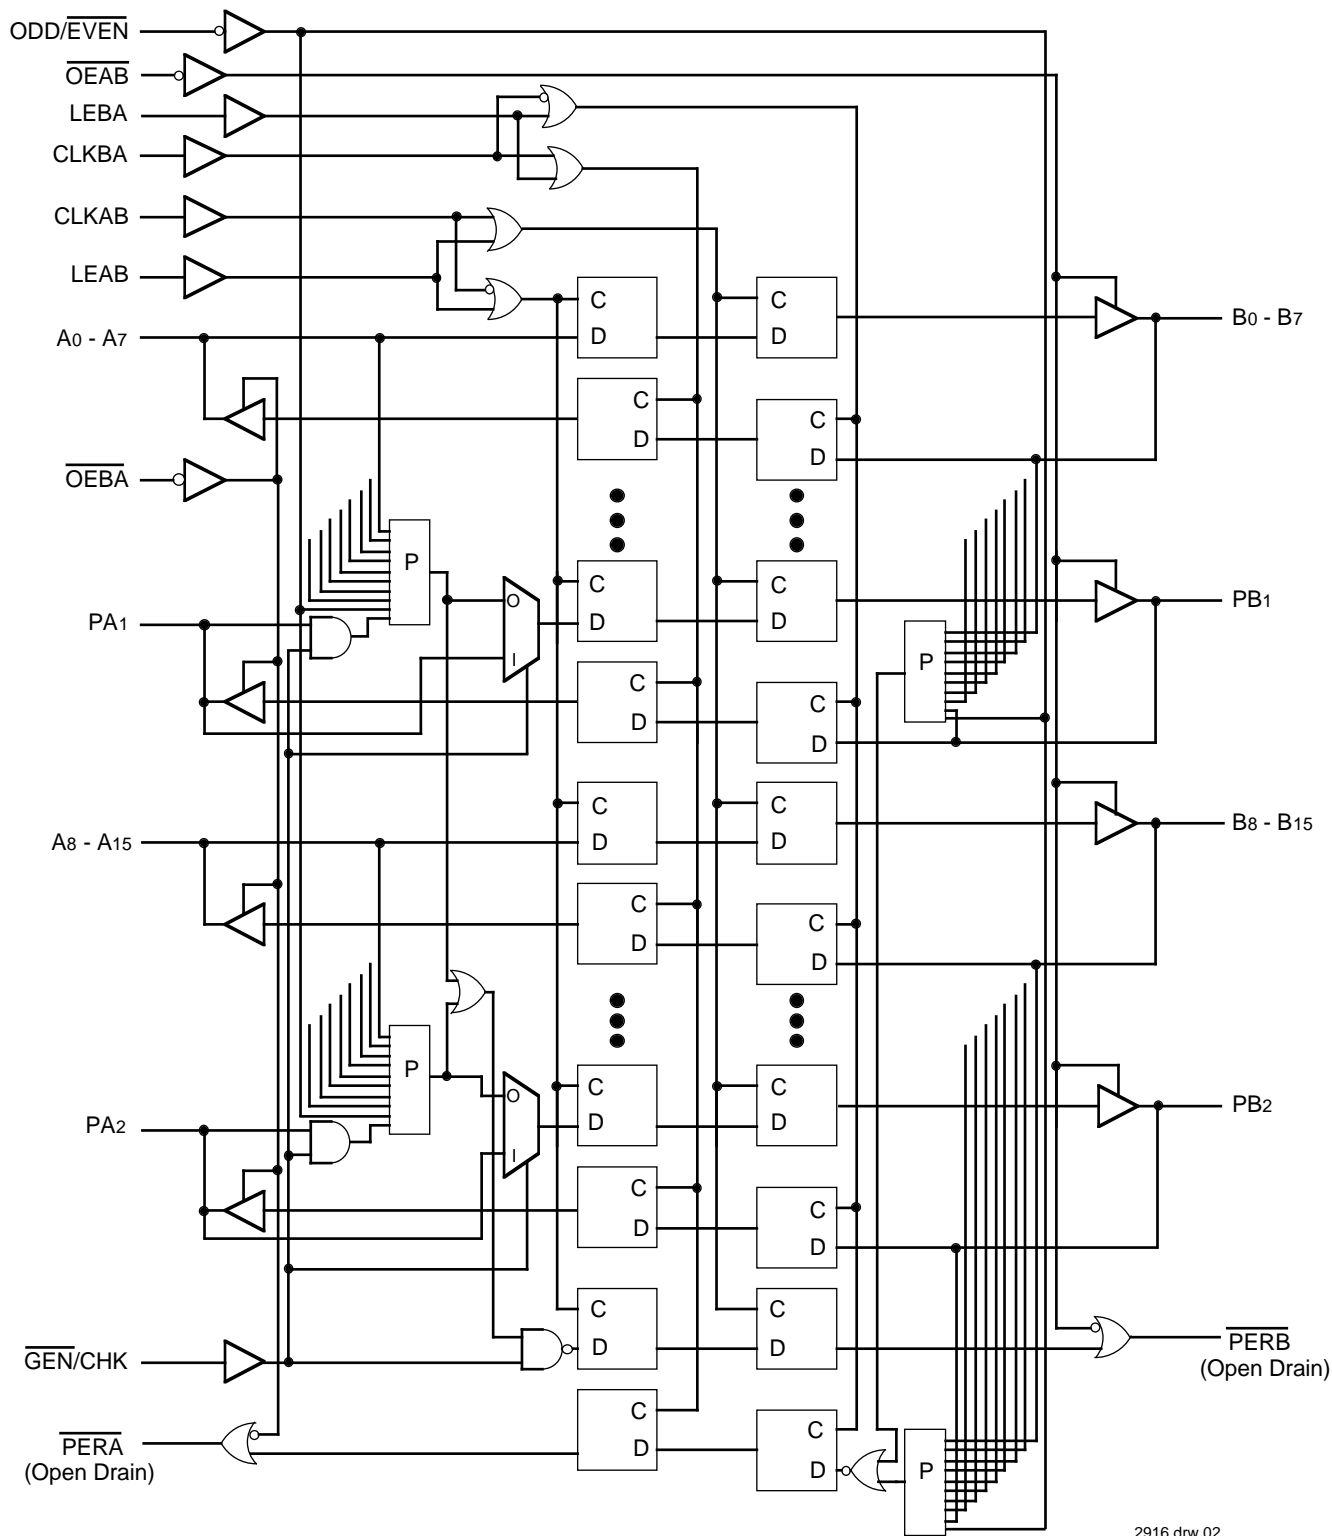 ODD/EVEN
OEAB
LEBA
CLKBA
CLKAB
LEAB
C
C
A0 - A7
D
D
B0 - B7
C
C
D
D
OEBA
P
C
C
O
PA1
D
D
PB1
I
P
C
C
D
D
C
C
A8 - A15
D
D
B8 - B15
C
C
D
D
P
C
C
O
PA2
D
D
PB2
I
C
C
D
D
C
C
GEN/CHK
D
D
PERB
(Open Drain)
C
C
PERA
D
D
P
(Open Drain)
2916 drw 02